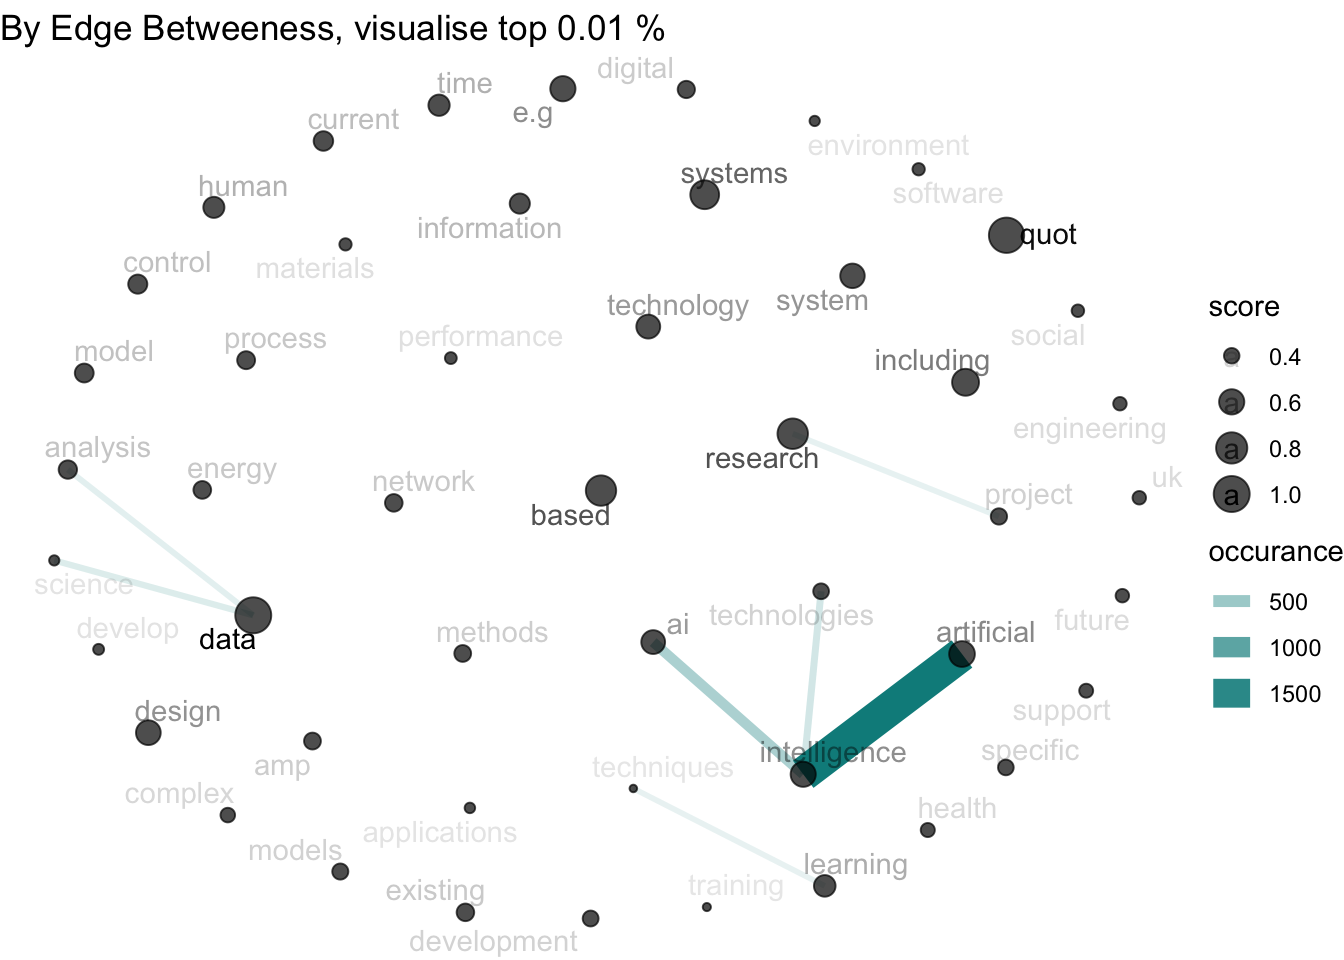 By Edge Betweeness, visualise top 0.01 %
digital
time
e.g
current
environment
systems
human
software
information
quot
control
materials
technology
system
process
performance
social
model
including
engineering
analysis
research
energy
network
uk
project
based
science
develop
data
methods
ai
technologies
artificial
future
design
support
intelligence
specific
amp
techniques
complex
health
applications
models
learning
existing
training
development
score
a 0.4
a 0.6
a 0.8
a 1.0
occurance
500
1000
1500